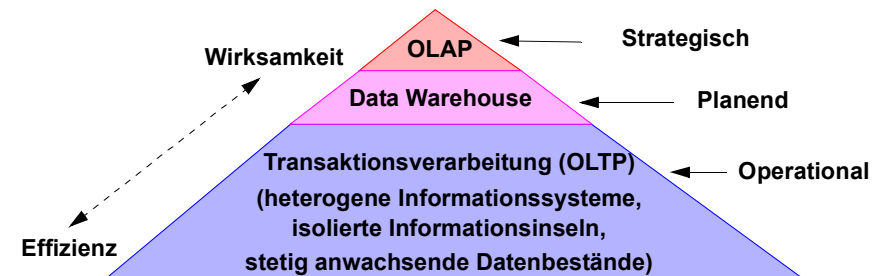 OLAP
Strategisch
Wirksamkeit
Data Warehouse
Planend
Transaktionsverarbeitung (OLTP)
Operational
(heterogene Informationssysteme,
isolierte Informationsinseln,
Effizienz
stetig anwachsende Datenbestände)